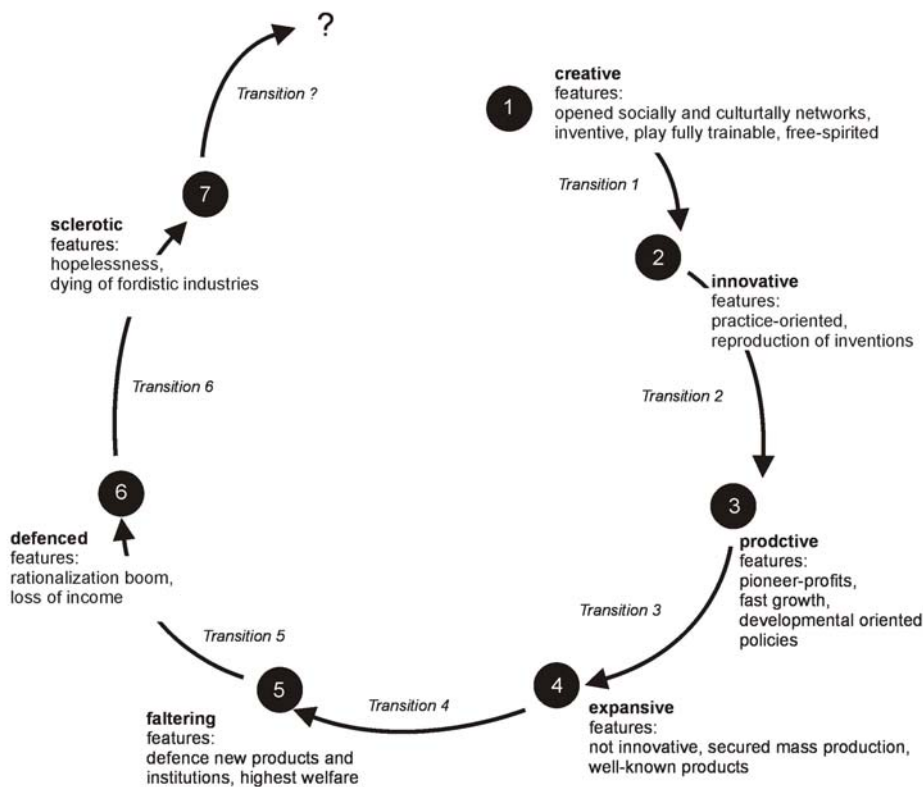 ?
Transition ?
1
creative
features:
opened socially and culturtally networks,
inventive, play fully trainable, free-spirited
Transition 1
2
innovative
features:
practice-oriented,
reproduction of inventions
Transition 2
3
prodctive
features:
pioneer-profits,
fast growth,
developmental oriented
policies
Transition 3
4
expansive
features:
not innovative, secured mass production,
well-known products
Transition 4
5
faltering
features:
defence new products and
institutions, highest welfare
Transition 5
6
defenced
features:
rationalization boom,
loss of income
Transition 6
7
sclerotic
features:
hopelessness,
dying of fordistic industries